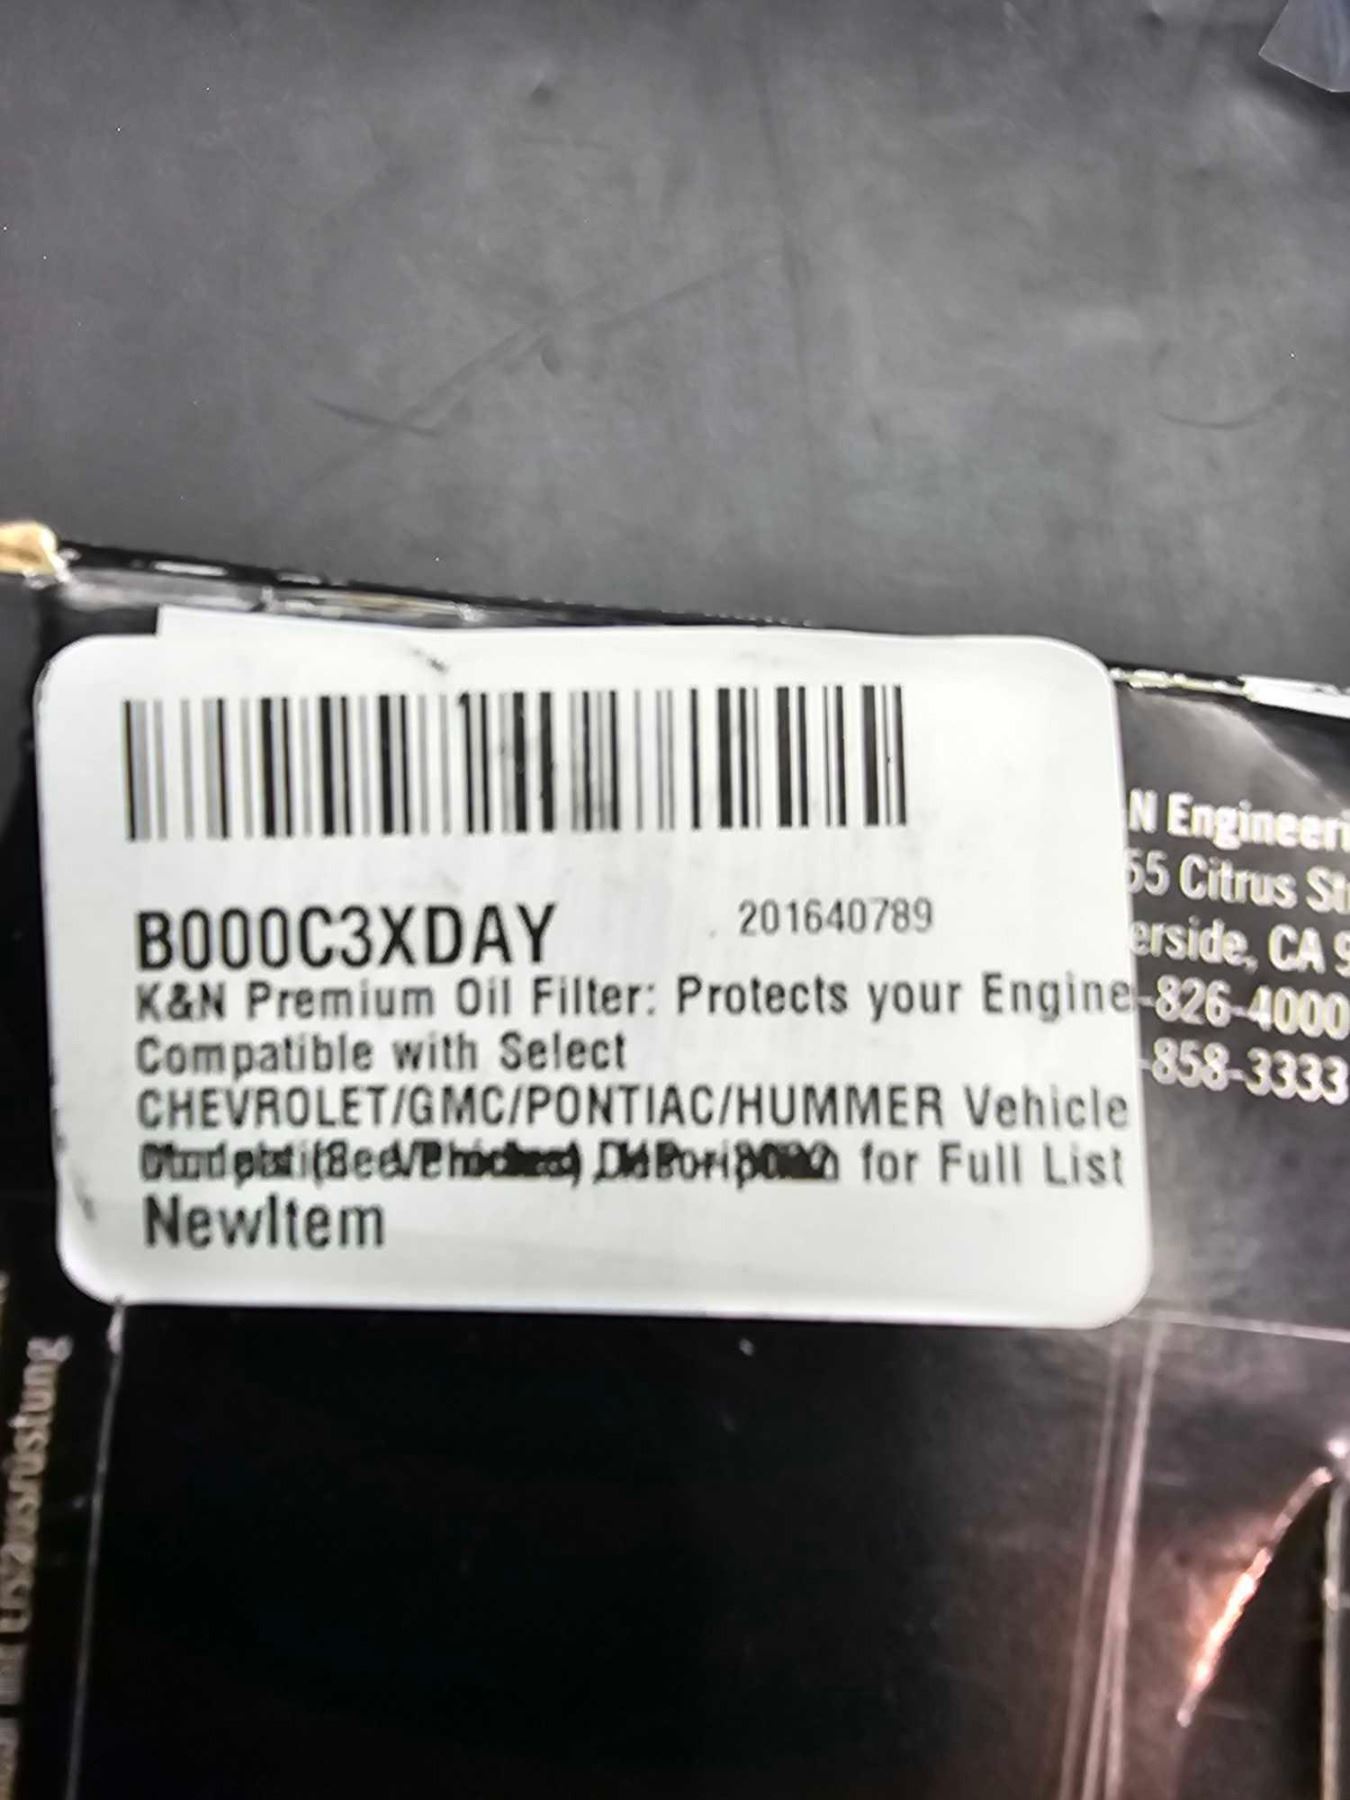 B000C3XDAY
201640789
K&N Premium Oil Filter: Protects your Engine
Compatible with Select
CHEVROLET/GMC/PONTIAC/HUMMER Vehicle
for Full List
NewItem
N Engineeri
55 Citrus St
erside, CA 9
-826-4000
-858-3333